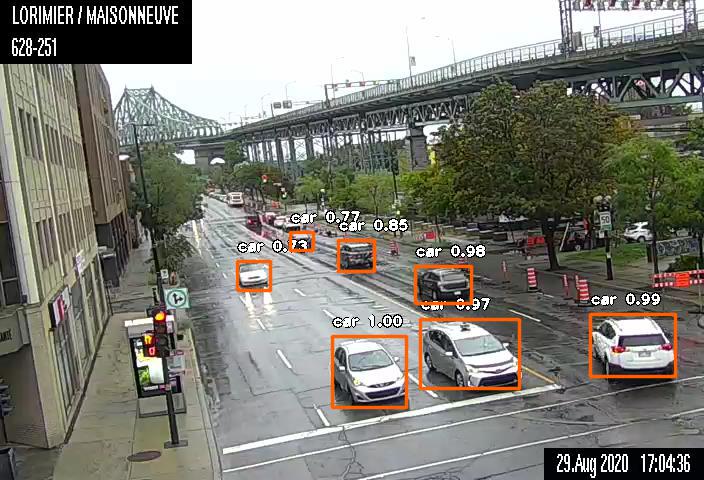 LORIMIER / MAISONNEUVE
628-251
car 0.77
car 0.85
car 0.73
car 0.98
car 0.97
car 0.99
car 1.00
50
29.Aug 2020 17:04:36